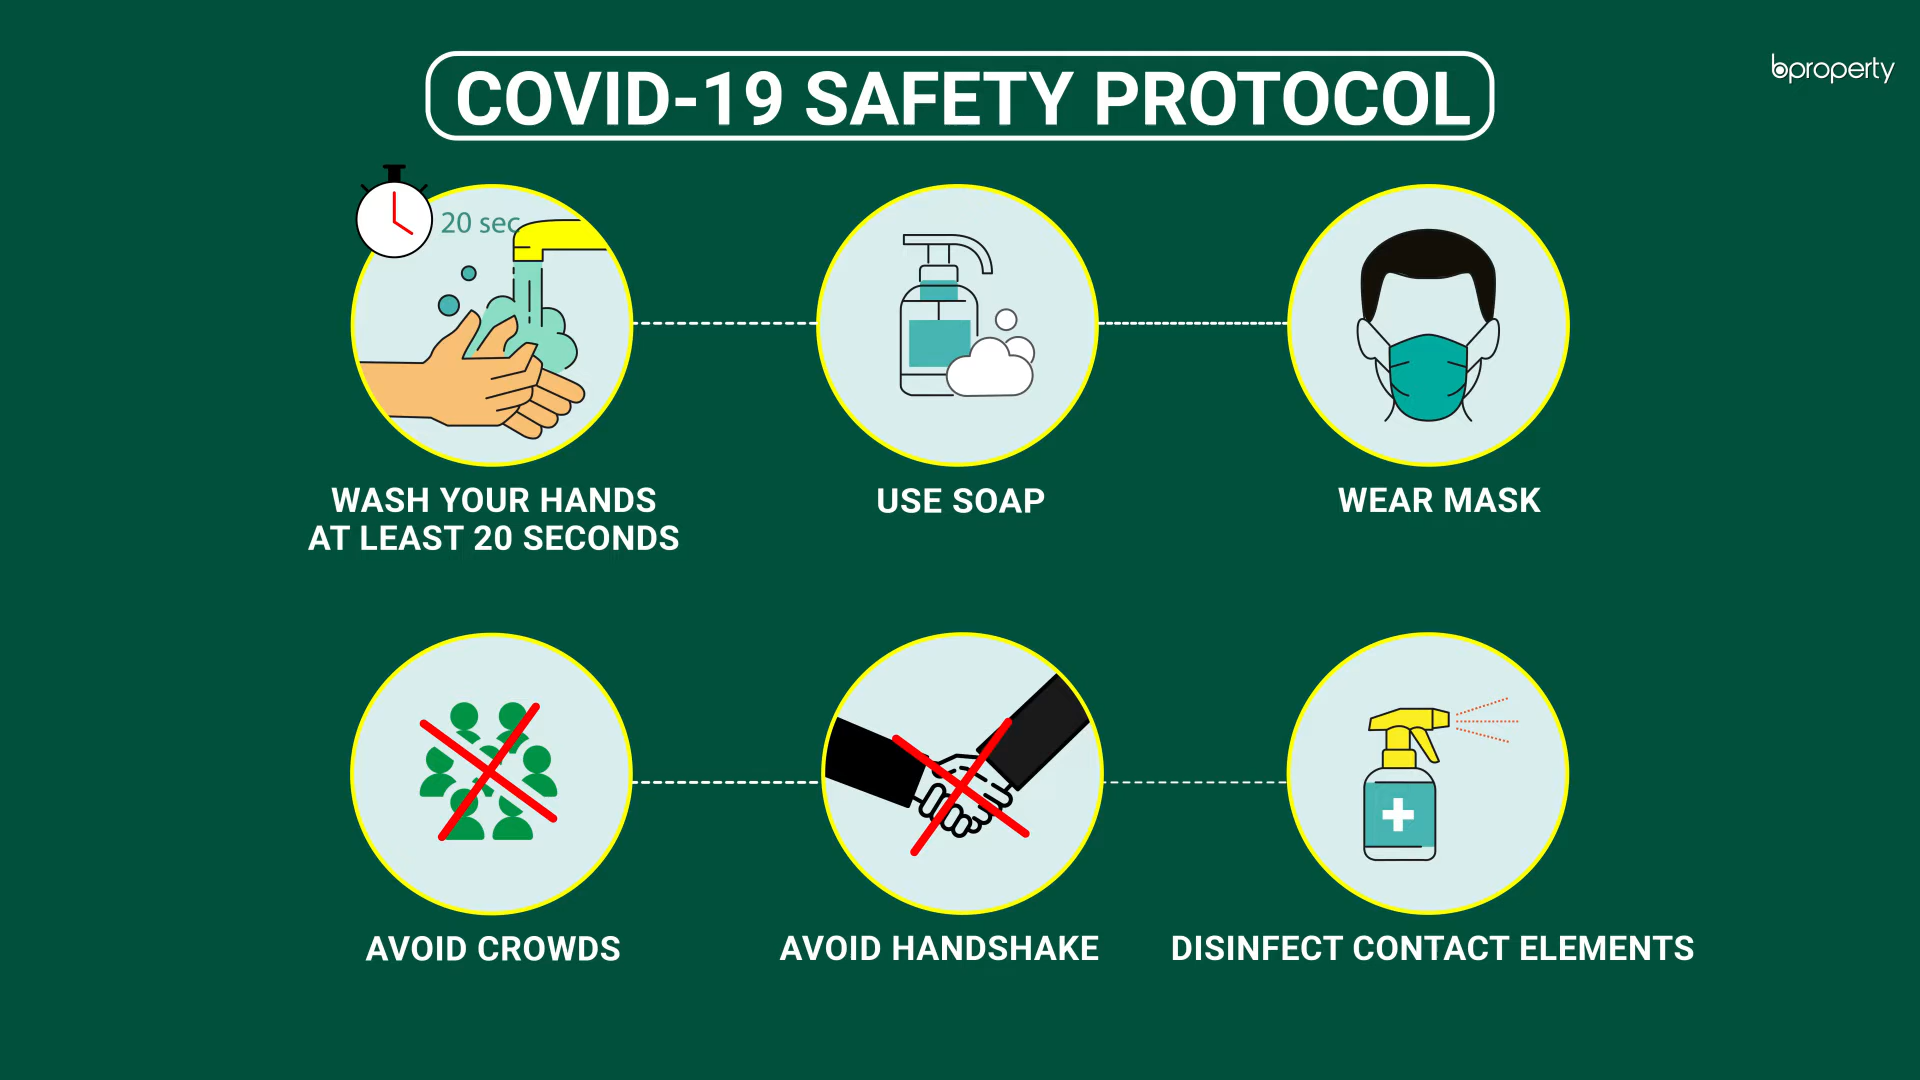 COVID-19 SAFETY PROTOCOL
bproperty
20 sec
WASH YOUR HANDS
AT LEAST 20 SECONDS
USE SOAP
WEAR MASK
AVOID CROWDS
AVOID HANDSHAKE
DISINFECT CONTACT ELEMENTS